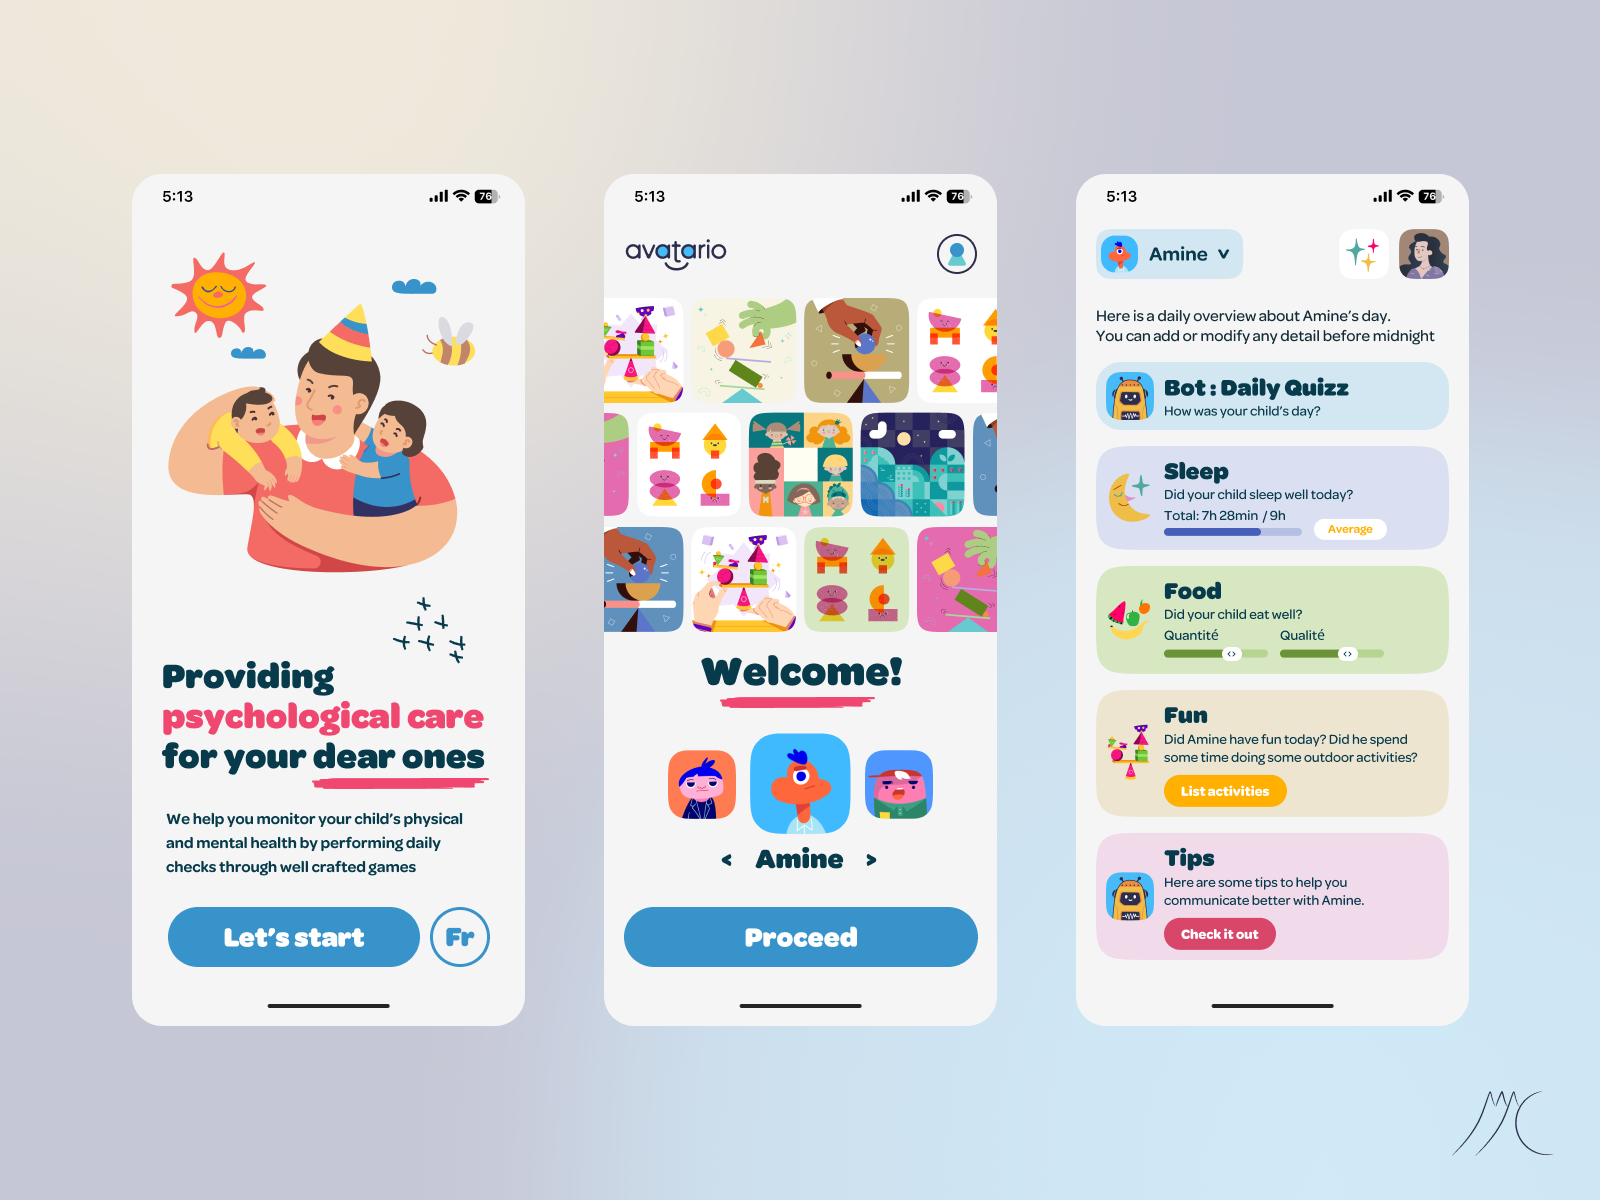 5:13
76
Providing
psychological care
for your dear ones
We help you monitor your child's physical
and mental health by performing daily
checks through well crafted games
Let's start
Fr
5:13
76
avatario
Welcome!
< Amine >
Proceed
5:13
76
Amine
Here is a daily overview about Amine's day.
You can add or modify any detail before midnight
Bot : Daily Quizz
How was your child's day?
Sleep
Did your child sleep well today?
Total: 7h 28min / 9h
Average
Food
Did your child eat well?
Quantité
Qualité
Fun
Did Amine have fun today? Did he spend
some time doing some outdoor activities?
List activities
Tips
Here are some tips to help you
communicate better with Amine.
Check it out
MC